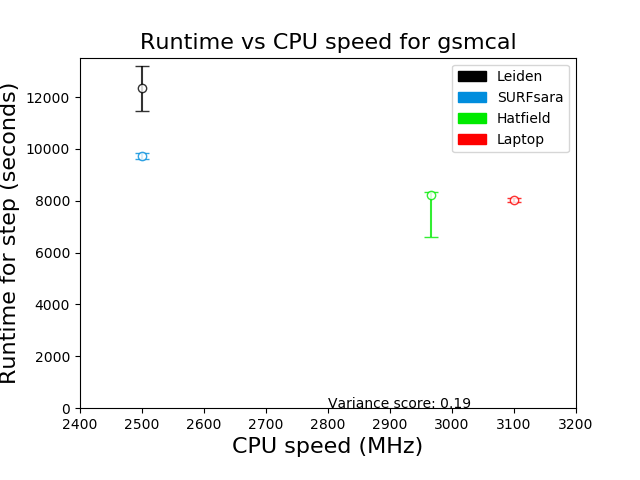 Runtime vs CPU speed for gsmcal
Runtime for step (seconds)
12000
10000
8000
6000
4000
2000
0
Leiden
SURFsara
Hatfield
Laptop
Variance score: 0.19
2400 2500 2600 2700 2800 2900 3000 3100 3200
CPU speed (MHz)